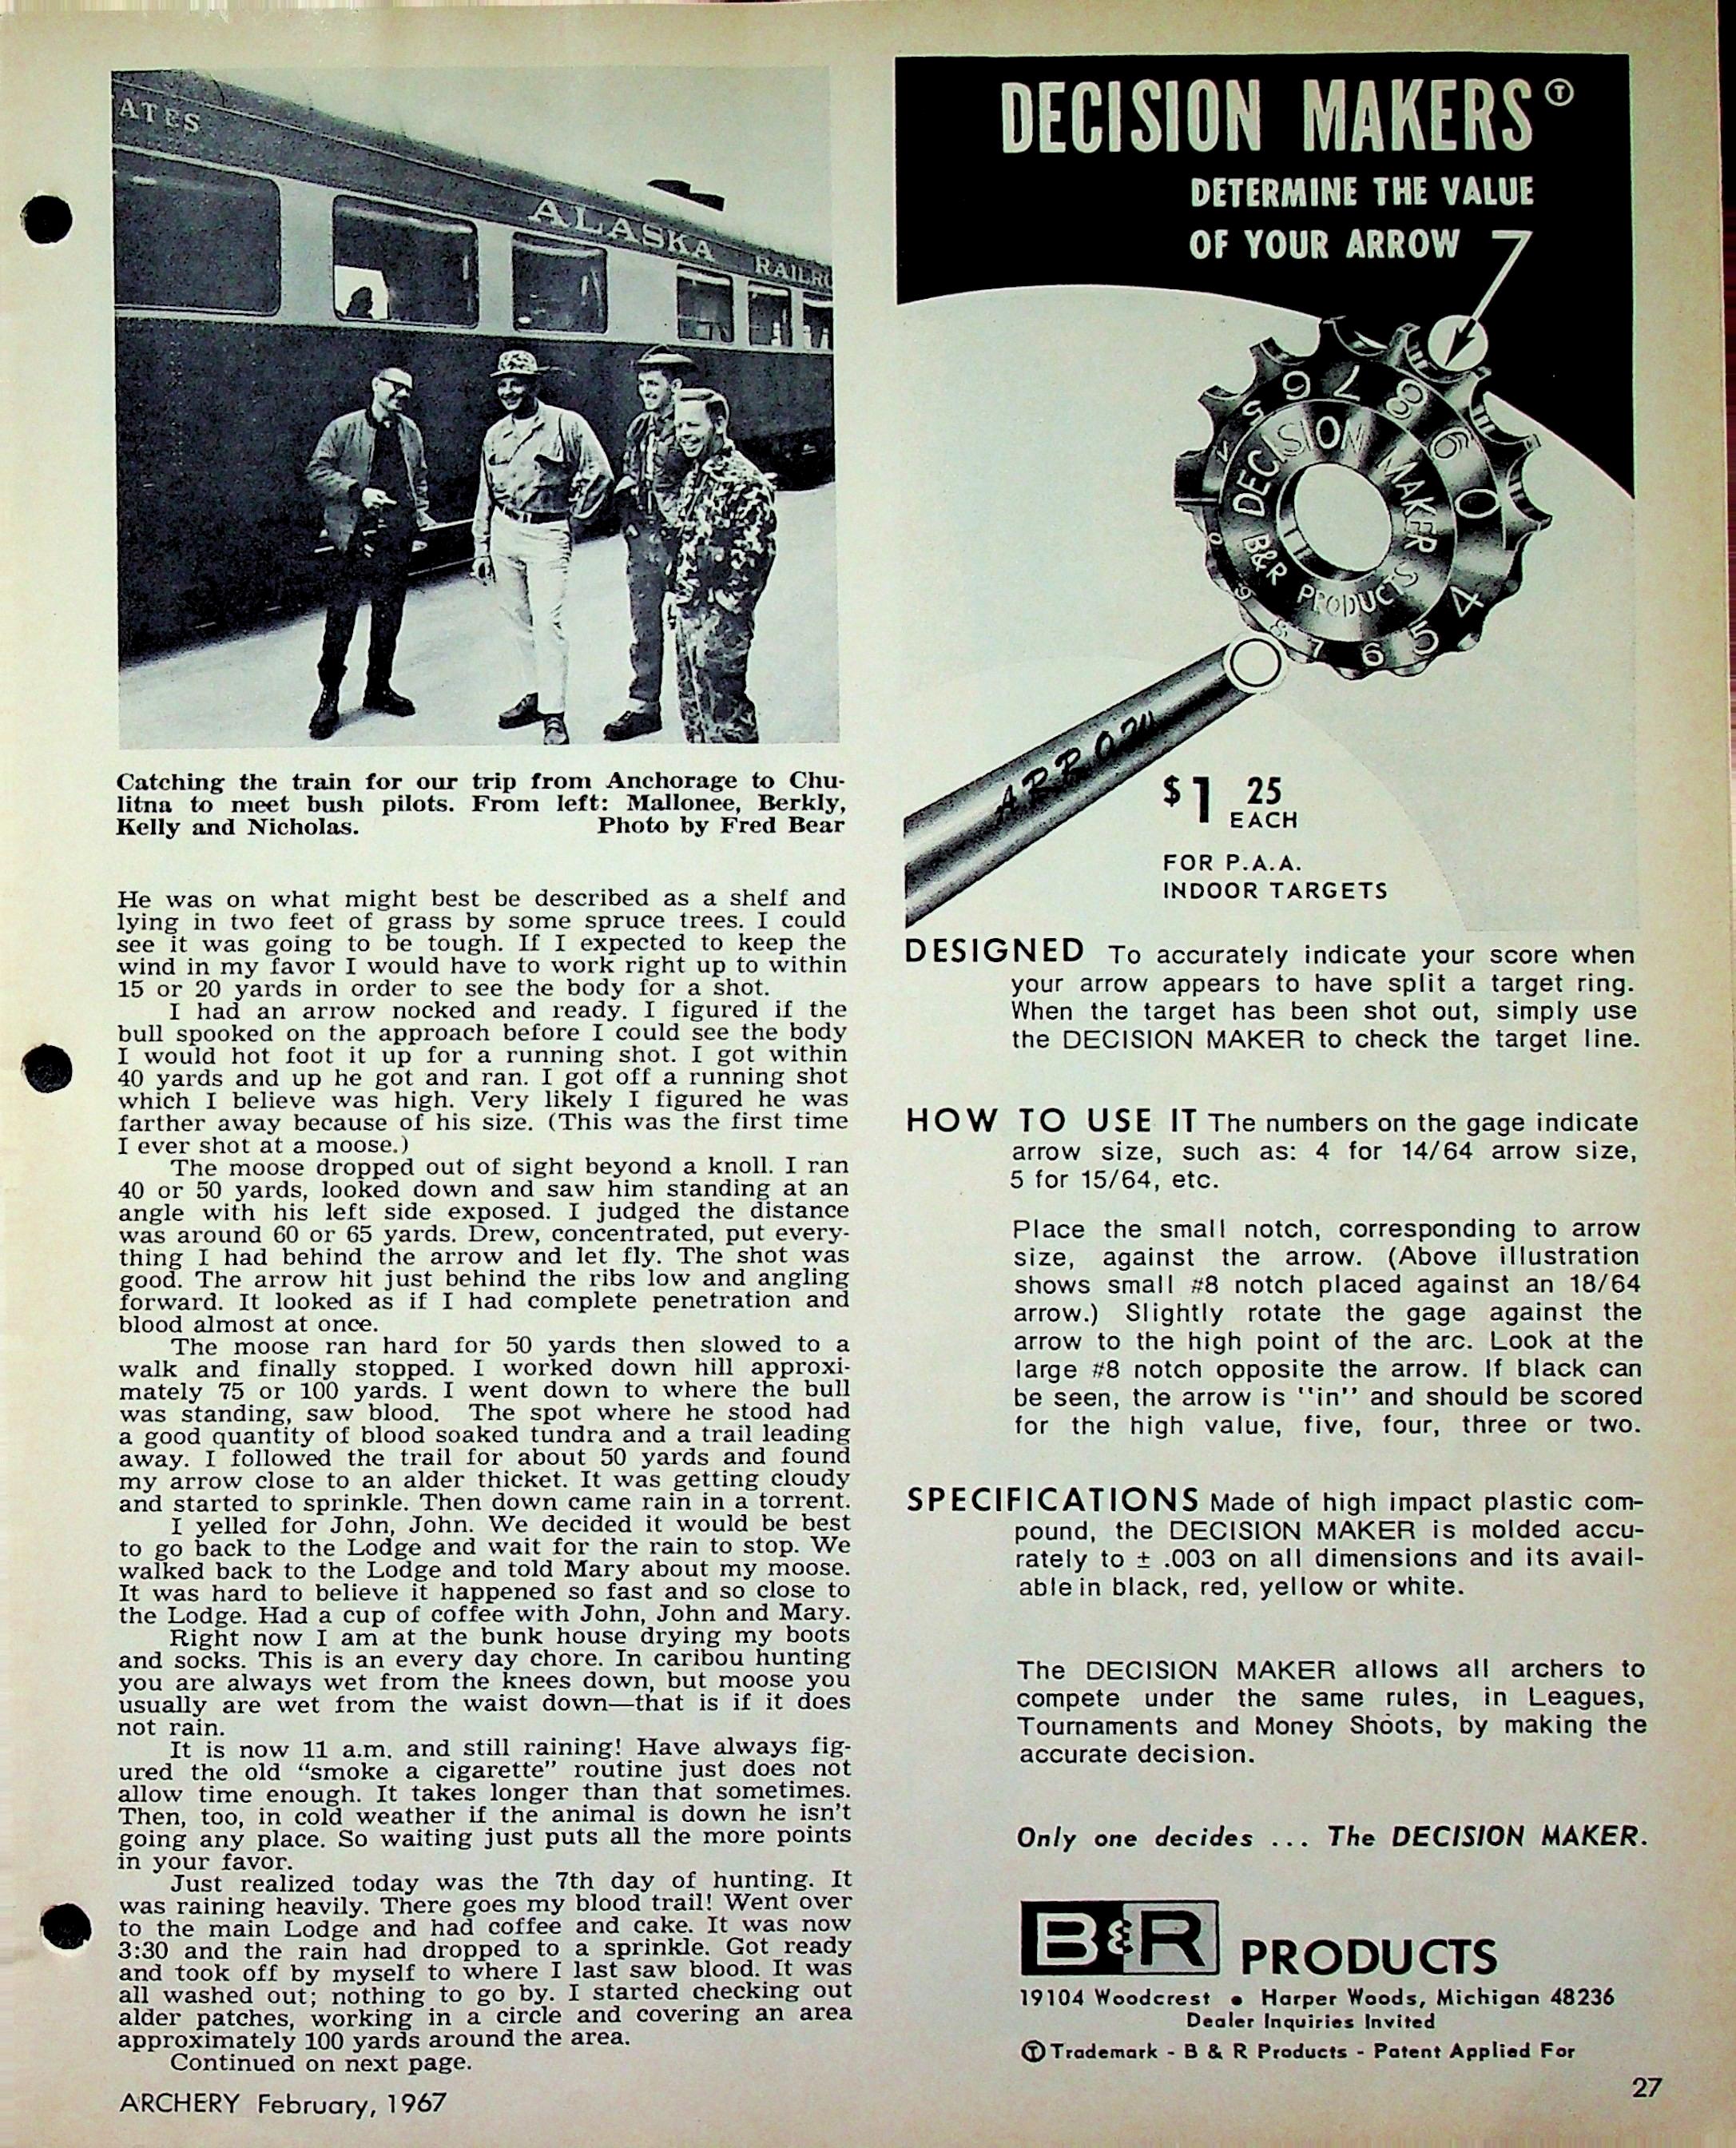 ATES
ALASKA
RAILRO
Catching the train for our trip from Anchorage to Chu-
litna to meet bush pilots. From left: Mallonee, Berkly,
Kelly and Nicholas. Photo by Fred Bear
He was on what might best be described as a shelf and
lying in two feet of grass by some spruce trees. I could
see it was going to be tough. If I expected to keep the
wind in my favor I would have to work right up to within
15 or 20 yards in order to see the body for a shot.
I had an arrow nocked and ready. I figured if the
bull spooked on the approach before I could see the body
I would hot foot it up for a running shot. I got within
40 yards and up he got and ran. I got off a running shot
which I believe was high. Very likely I figured he was
farther away because of his size. (This was the first time
I ever shot at a moose.)
The moose dropped out of sight beyond a knoll. I ran
40 or 50 yards, looked down and saw him standing at an
angle with his left side exposed. I judged the distance
was around 60 or 65 yards. Drew, concentrated, put every-
thing I had behind the arrow and let fly. The shot was
good. The arrow hit just behind the ribs low and angling
forward. It looked as if I had complete penetration and
blood almost at once.
The moose ran hard for 50 yards then slowed to a
walk and finally stopped. I worked down hill approxi-
mately 75 or 100 yards. I went down to where the bull
was standing, saw blood. The spot where he stood had
a good quantity of blood soaked tundra and a trail leading
away. I followed the trail for about 50 yards and found
my arrow close to an alder thicket. It was getting cloudy
and started to sprinkle. Then down came rain in a torrent.
I yelled for John, John. We decided it would be best
to go back to the Lodge and wait for the rain to stop. We
walked back to the Lodge and told Mary about my moose.
It was hard to believe it happened so fast and so close to
the Lodge. Had a cup of coffee with John, John and Mary.
Right now I am at the bunk house drying my boots
and socks. This is an every day chore. In caribou hunting
you are always wet from the knees down, but moose you
usually are wet from the waist down—that is if it does
not rain.
It is now 11 a.m. and still raining! Have always fig-
ured the old "smoke a cigarette" routine just does not
allow time enough. It takes longer than that sometimes.
Then, too, in cold weather if the animal is down he isn't
going any place. So waiting just puts all the more points
in your favor.
Just realized today was the 7th day of hunting. It
was raining heavily. There goes my blood trail! Went over
to the main Lodge and had coffee and cake. It was now
3:30 and the rain had dropped to a sprinkle. Got ready
and took off by myself to where I last saw blood. It was
all washed out; nothing to go by. I started checking out
alder patches, working in a circle and covering an area
approximately 100 yards around the area.
Continued on next page.
ARCHERY February, 1967
DECISION MAKERS Ⓣ
DETERMINE THE VALUE
OF YOUR ARROW
5 6 7 8 9 0
DECISION MAKER
B&R PRODUCTS
4 5 6 7 8 9 0
ARROW
$1 25
EACH
FOR P.A.A.
INDOOR TARGETS
DESIGNED To accurately indicate your score when
your arrow appears to have split a target ring.
When the target has been shot out, simply use
the DECISION MAKER to check the target line.
HOW TO USE IT The numbers on the gage indicate
arrow size, such as: 4 for 14/64 arrow size,
5 for 15/64, etc.
Place the small notch, corresponding to arrow
size, against the arrow. (Above illustration
shows small #8 notch placed against an 18/64
arrow.) Slightly rotate the gage against the
arrow to the high point of the arc. Look at the
large #8 notch opposite the arrow. If black can
be seen, the arrow is "in" and should be scored
for the high value, five, four, three or two.
SPECIFICATIONS Made of high impact plastic com-
pound, the DECISION MAKER is molded accu-
rately to ± .003 on all dimensions and its avail-
able in black, red, yellow or white.
The DECISION MAKER allows all archers to
compete under the same rules, in Leagues,
Tournaments and Money Shoots, by making the
accurate decision.
Only one decides ... The DECISION MAKER.
B&R PRODUCTS
19104 Woodcrest • Harper Woods, Michigan 48236
Dealer Inquiries Invited
Ⓣ Trademark - B & R Products - Patent Applied For
27